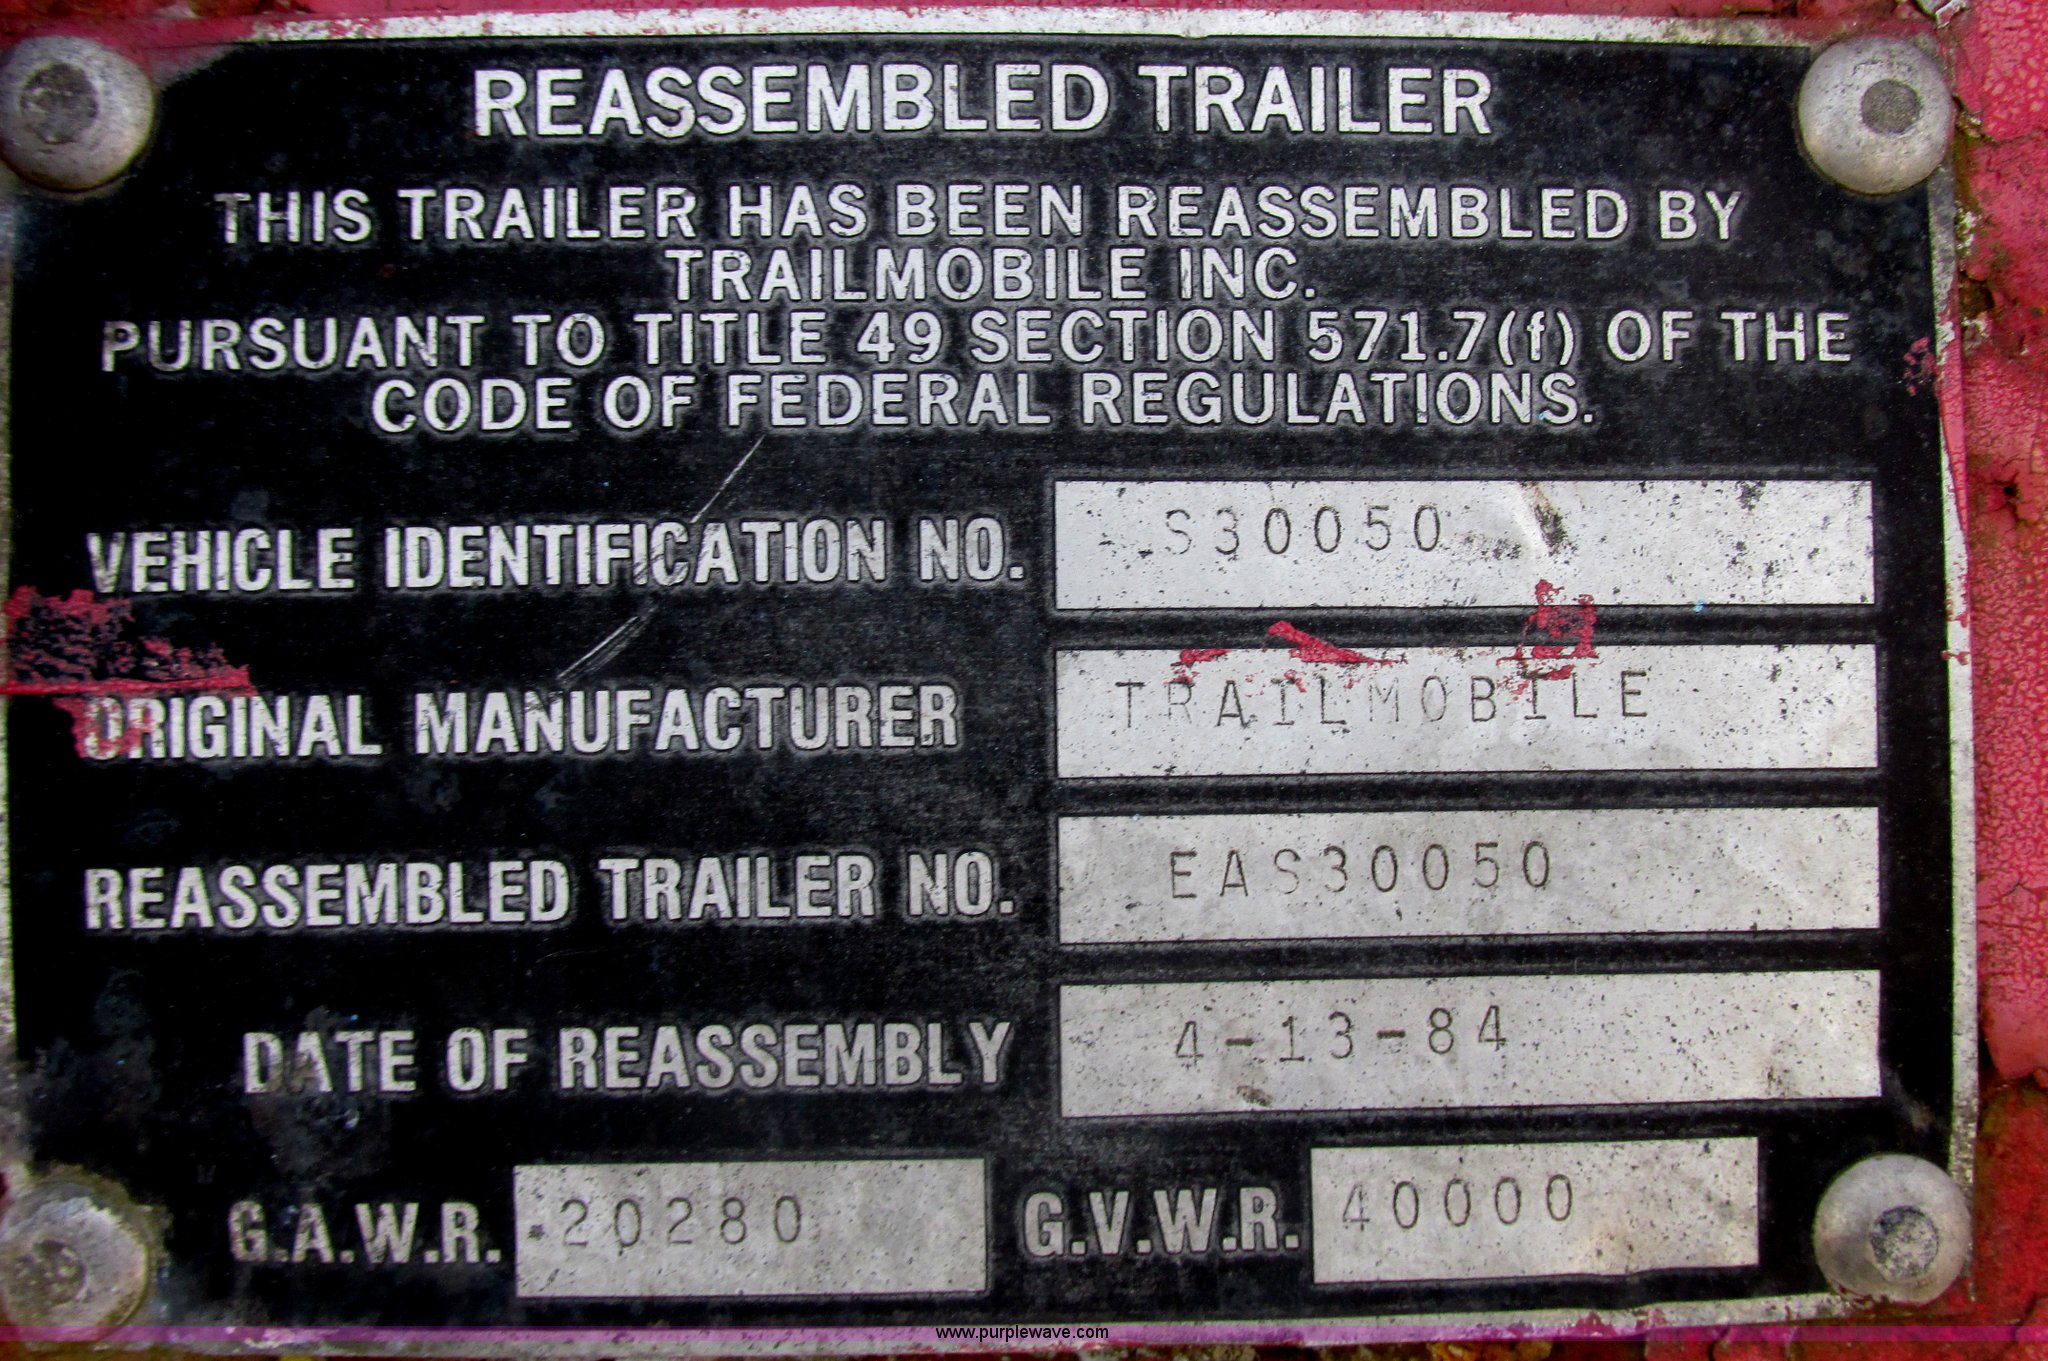 REASSEMBLED TRAILER
THIS TRAILER HAS BEEN REASSEMBLED BY
TRAILMOBILE INC.
PURSUANT TO TITLE 49 SECTION 571.7(f) OF THE
CODE OF FEDERAL REGULATIONS.
VEHICLE IDENTIFICATION NO. S30050
ORIGINAL MANUFACTURER TRAILMOBILE
REASSEMBLED TRAILER NO. EAS30050
DATE OF REASSEMBLY 4-13-84
G.A.W.R. 20280 G.V.W.R. 40000
www.purplewave.com